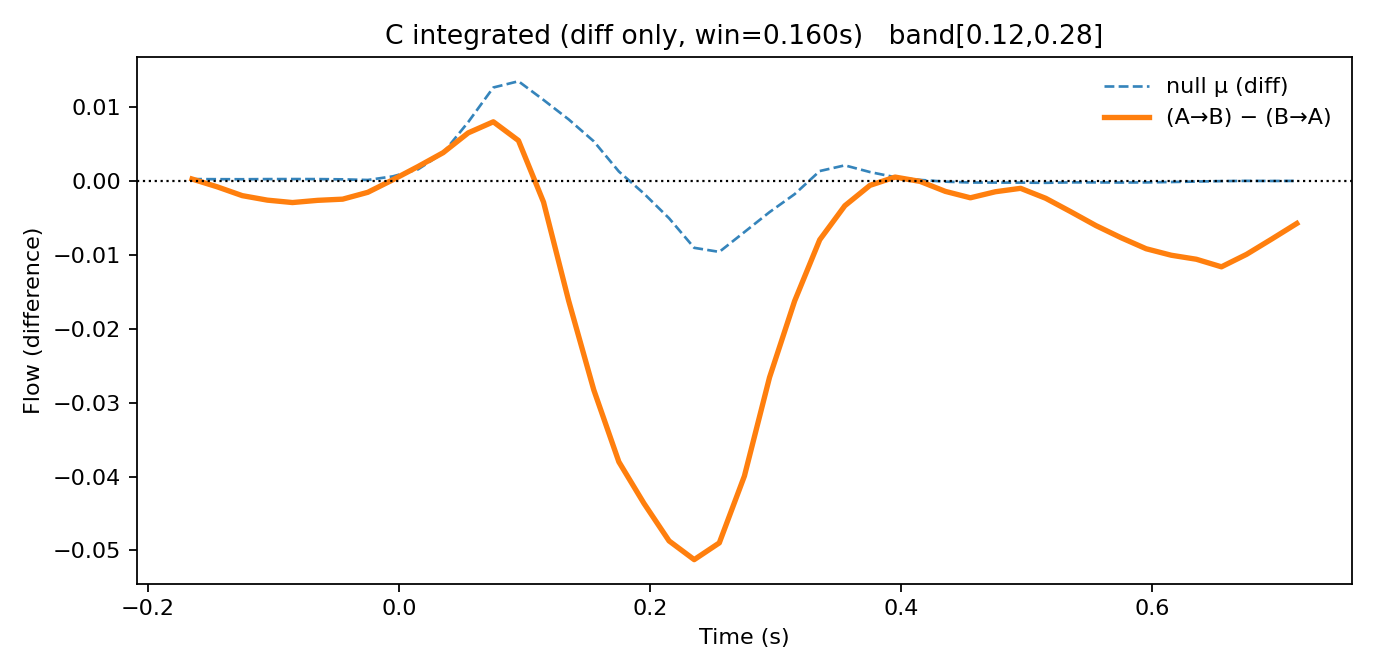 C integrated (diff only, win=0.160s)   band[0.12,0.28]
null μ (diff)
(A→B) − (B→A)
Flow (difference)
0.01
0.00
−0.01
−0.02
−0.03
−0.04
−0.05
−0.2
0.0
0.2
0.4
0.6
Time (s)